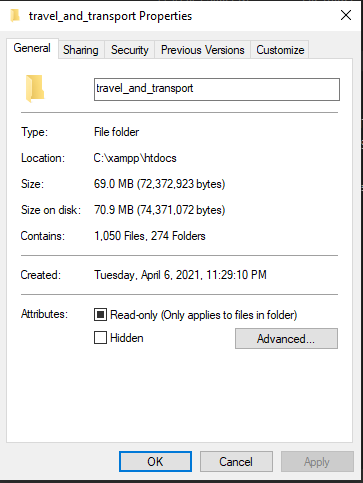 travel_and_transport Properties
General Sharing Security Previous Versions Customize
travel_and_transport
Type: File folder
Location: C:\xampp\htdocs
Size: 69.0 MB (72,372,923 bytes)
Size on disk: 70.9 MB (74,371,072 bytes)
Contains: 1,050 Files, 274 Folders
Created: Tuesday, April 6, 2021, 11:29:10 PM
Attributes: Read-only (Only applies to files in folder)
Hidden Advanced...
OK Cancel Apply